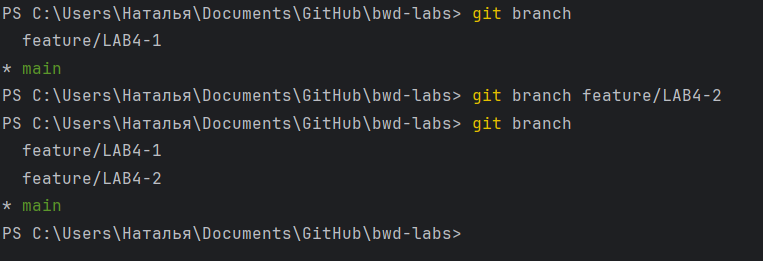 PS C:\Users\Наталья\Documents\GitHub\bwd-labs> git branch
  feature/LAB4-1
* main
PS C:\Users\Наталья\Documents\GitHub\bwd-labs> git branch feature/LAB4-2
PS C:\Users\Наталья\Documents\GitHub\bwd-labs> git branch
  feature/LAB4-1
  feature/LAB4-2
* main
PS C:\Users\Наталья\Documents\GitHub\bwd-labs>